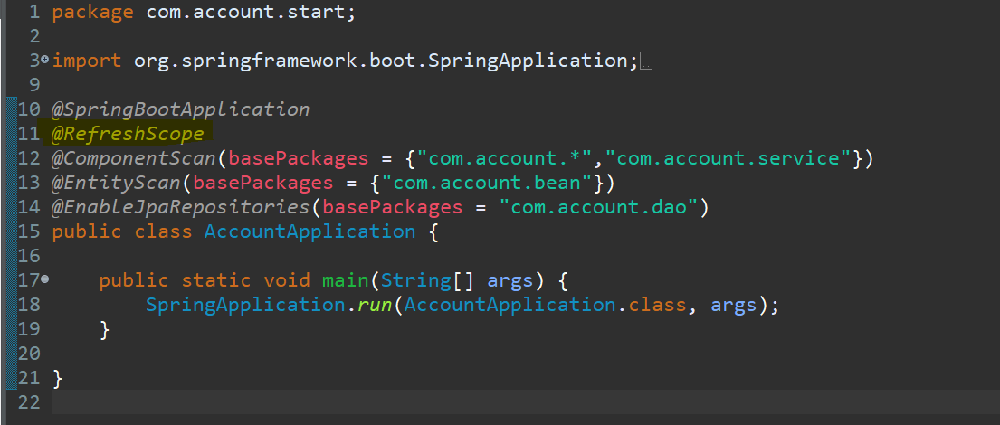 1 package com.account.start;
2
3 import org.springframework.boot.SpringApplication;
9
10 @SpringBootApplication
11 @RefreshScope
12 @ComponentScan(basePackages = {"com.account.*","com.account.service"})
13 @EntityScan(basePackages = {"com.account.bean"})
14 @EnableJpaRepositories(basePackages = "com.account.dao")
15 public class AccountApplication {
16
17 public static void main(String[] args) {
18 SpringApplication.run(AccountApplication.class, args);
19 }
20
21 }
22